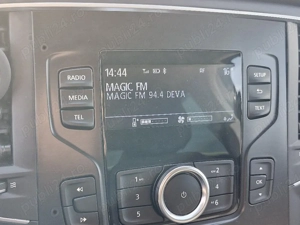 14:44
16
RADIO
MAGIC FM
SETUP
MEDIA
MAGIC FM 94.4 DEVA
TEXT
TEL
1
2
3
4
5
6
OK